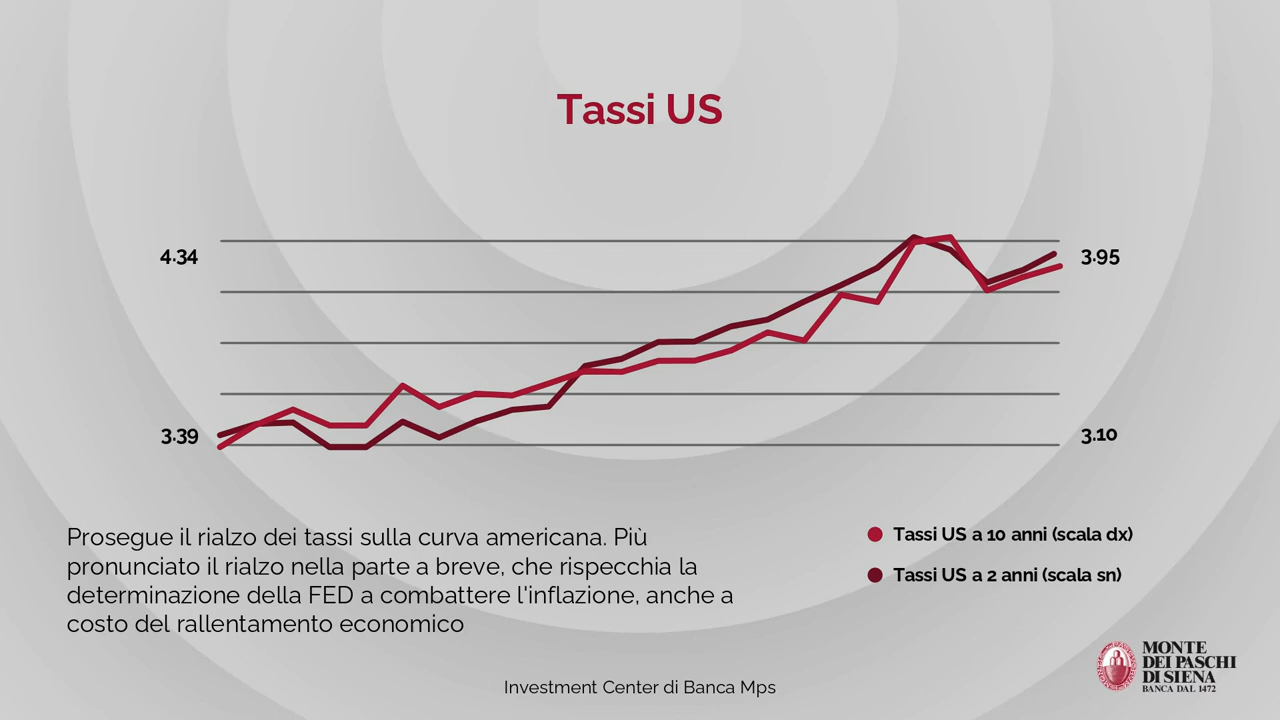 Tassi US
4.34
3.95
3.39
3.10
Prosegue il rialzo dei tassi sulla curva americana. Più
pronunciato il rialzo nella parte a breve, che rispecchia la
determinazione della FED a combattere l'inflazione, anche a
costo del rallentamento economico
Tassi US a 10 anni (scala dx)
Tassi US a 2 anni (scala sn)
Investment Center di Banca Mps
MONTE
DEI PASCHI
DI SIENA
BANCA DAL 1472